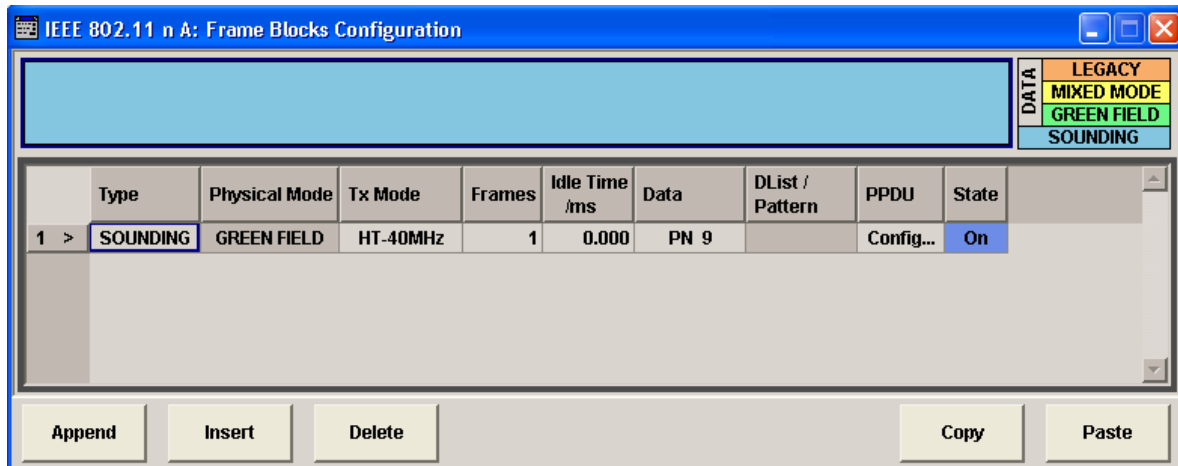 IEEE 802.11 n A: Frame Blocks Configuration
DATA
LEGACY
MIXED MODE
GREEN FIELD
SOUNDING
Type Physical Mode Tx Mode Frames Idle Time /ms Data DList / Pattern PPDU State
1 > SOUNDING GREEN FIELD HT-40MHz 1 0.000 PN 9 Config... On
Append Insert Delete Copy Paste